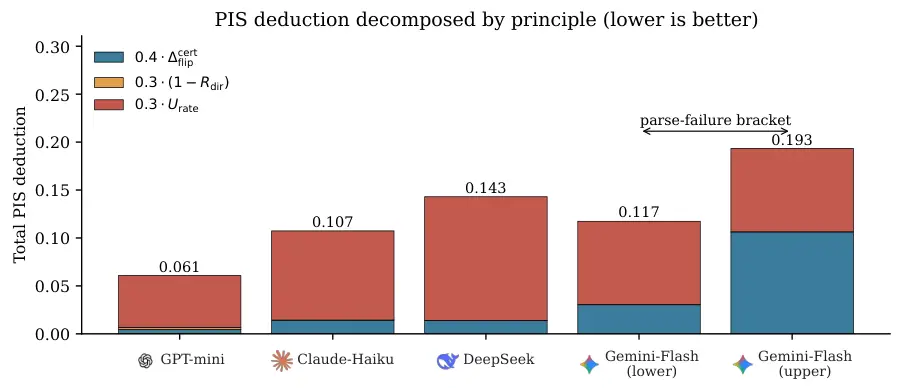 PIS deduction decomposed by principle (lower is better)
0.4 · Δ^cert_flip
0.3 · (1 − R_dir)
0.3 · U_rate
Total PIS deduction
0.30
0.25
0.20
0.15
0.10
0.05
0.00
parse-failure bracket
0.061
0.107
0.143
0.117
0.193
GPT-mini
Claude-Haiku
DeepSeek
Gemini-Flash
(lower)
Gemini-Flash
(upper)